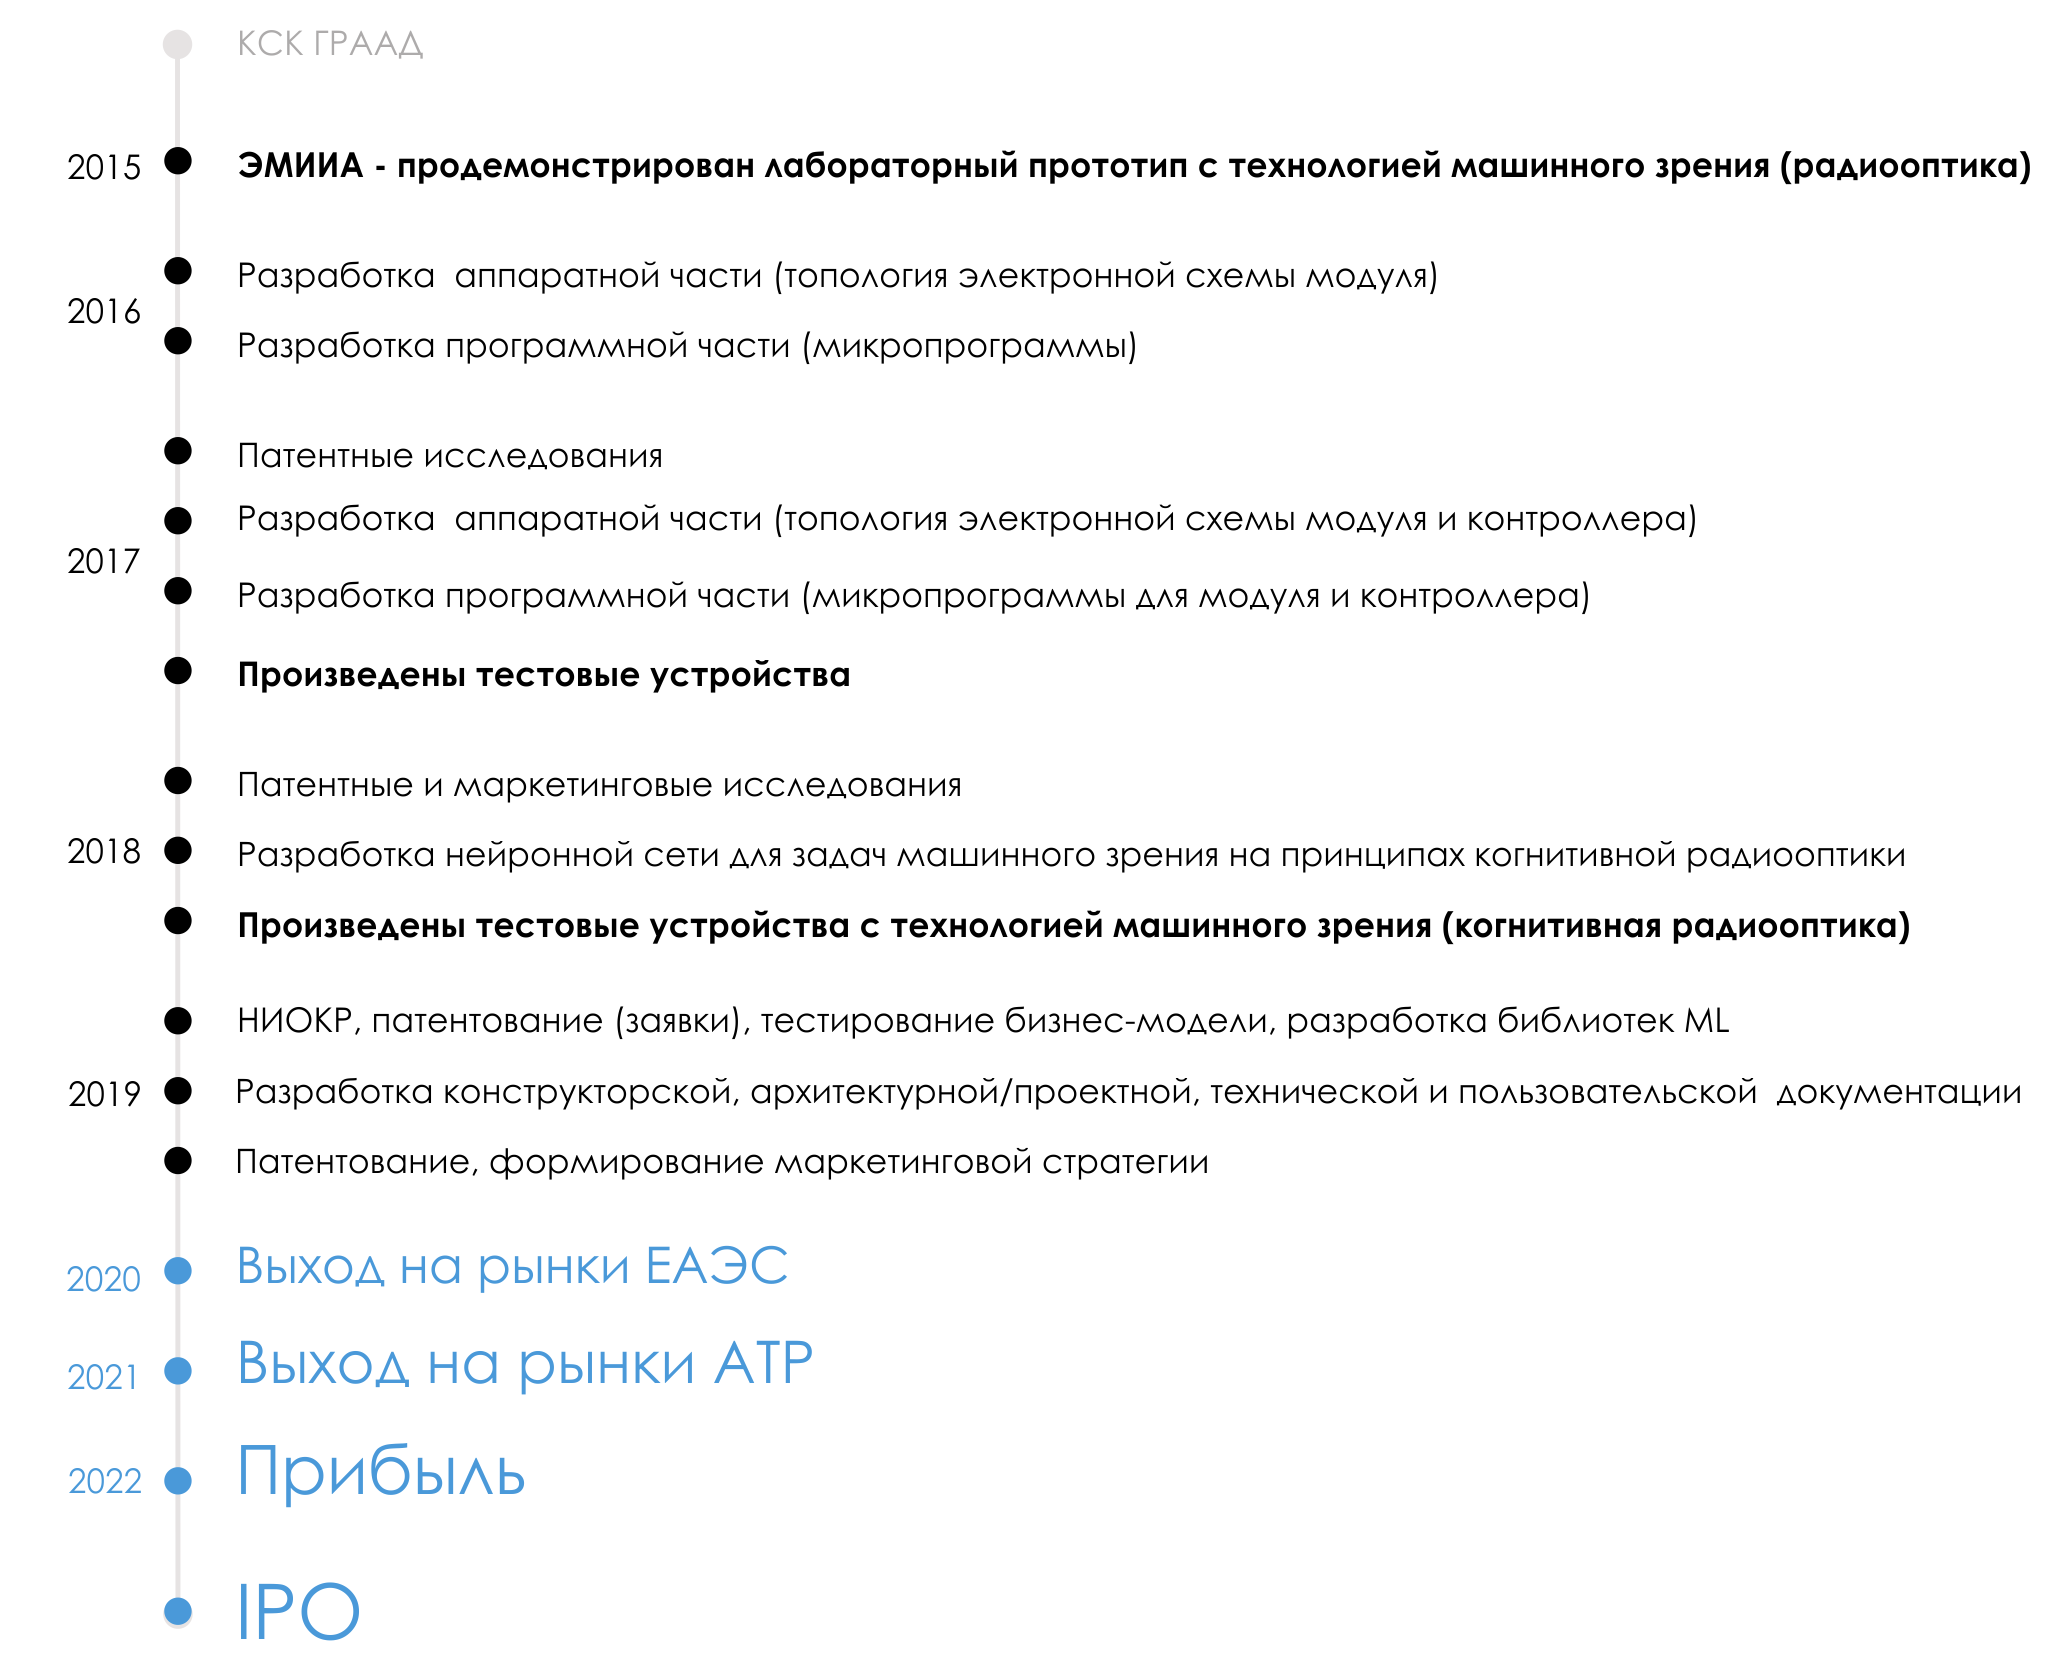 КСК ГРААД
2015 ЭМИИА - продемонстрирован лабораторный прототип с технологией машинного зрения (радиооптика)
Разработка аппаратной части (топология электронной схемы модуля)
2016
Разработка программной части (микропрограммы)
Патентные исследования
Разработка аппаратной части (топология электронной схемы модуля и контроллера)
2017
Разработка программной части (микропрограммы для модуля и контроллера)
Произведены тестовые устройства
Патентные и маркетинговые исследования
2018 Разработка нейронной сети для задач машинного зрения на принципах когнитивной радиооптики
Произведены тестовые устройства с технологией машинного зрения (когнитивная радиооптика)
НИОКР, патентование (заявки), тестирование бизнес-модели, разработка библиотек ML
2019 Разработка конструкторской, архитектурной/проектной, технической и пользовательской документации
Патентование, формирование маркетинговой стратегии
2020 Выход на рынки ЕАЭС
2021 Выход на рынки АТР
2022 Прибыль
IPO